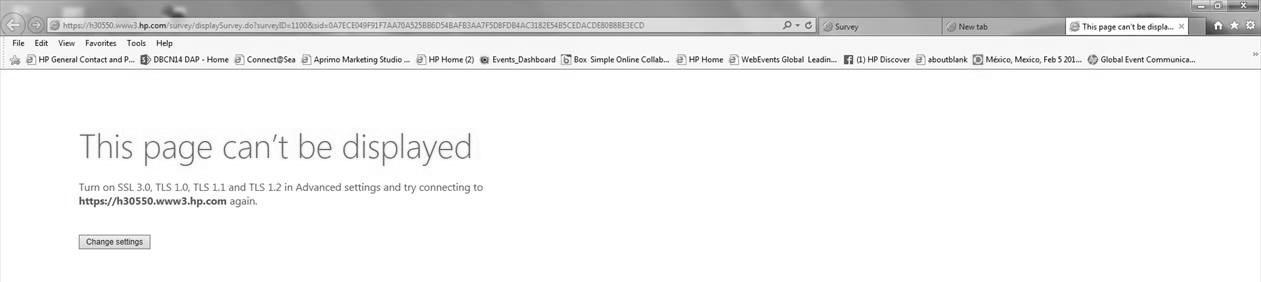 https://h30550.www3.hp.com/survey/displaySurvey.do?surveyID=1100&sid=0A7ECE049F91F7AA70A525BB6D54BAFB3AA7F5D8FDB4AC3182E54B5CEDACDE80B8BE3ECD
Survey
New tab
This page can't be displa...
File Edit View Favorites Tools Help
HP General Contact and P... DBCN14 DAP - Home Connect@Sea Aprimo Marketing Studio ... HP Home (2) Events_Dashboard Box Simple Online Collab... HP Home WebEvents Global Leadin... (1) HP Discover aboutblank México, Mexico, Feb 5 201... Global Event Communica...
This page can't be displayed
Turn on SSL 3.0, TLS 1.0, TLS 1.1 and TLS 1.2 in Advanced settings and try connecting to
https://h30550.www3.hp.com again.
Change settings